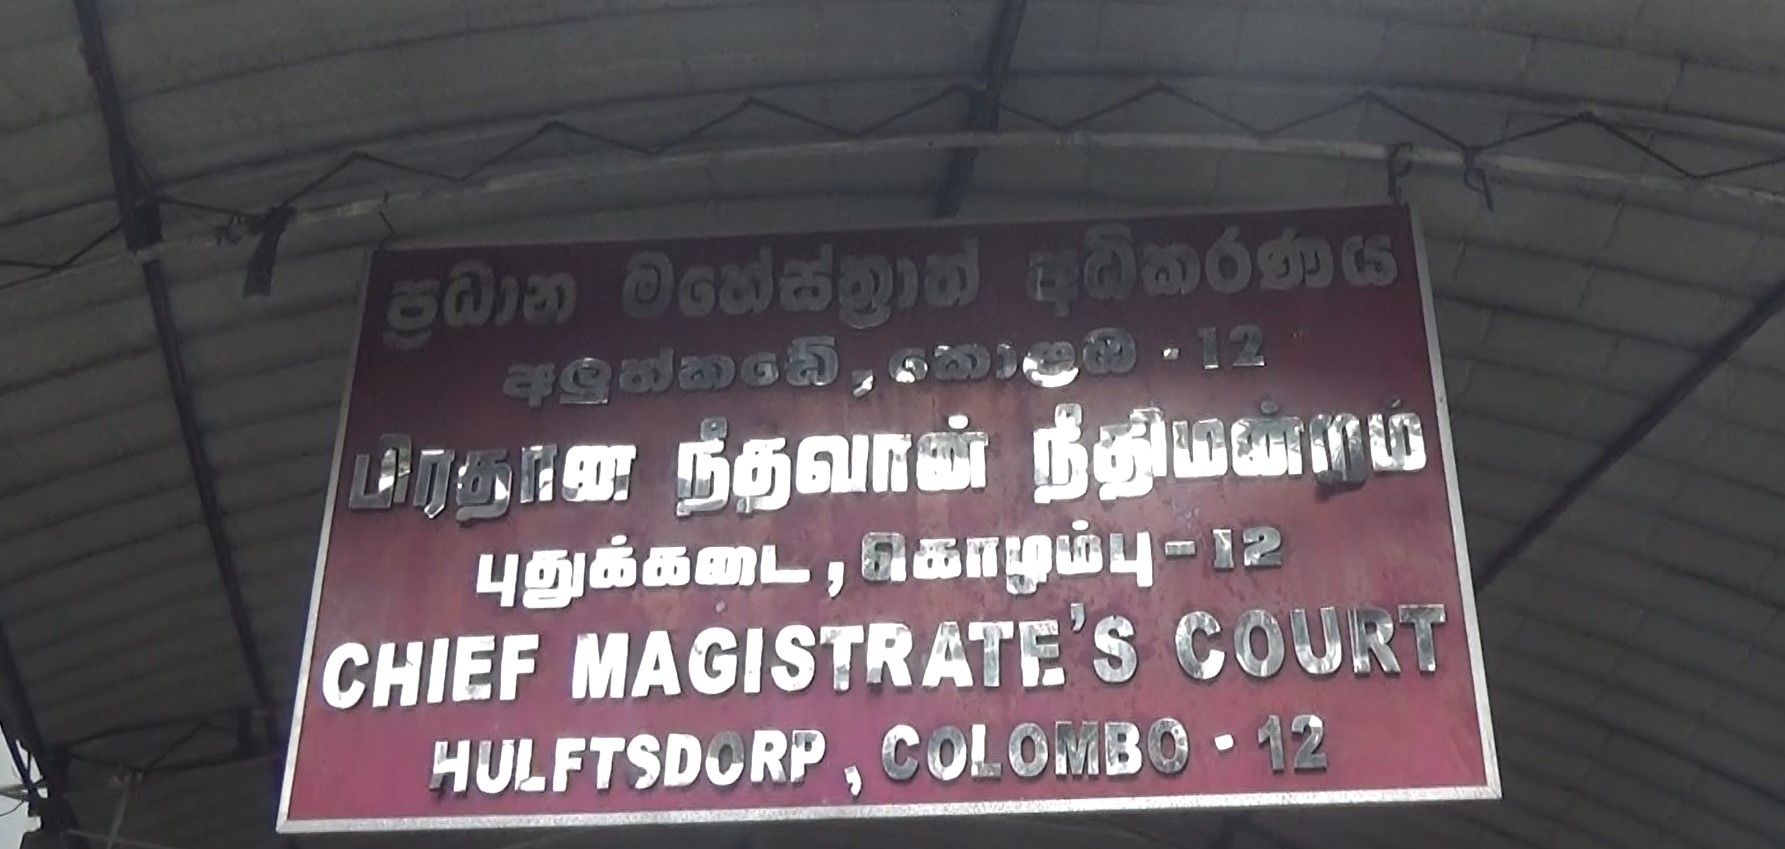 ප්‍රධාන මහේස්ත්‍රාත් අධිකරණය
අලුත්කඩේ, කොළඹ - 12
பிரதான நீதவான் நீதிமன்றம்
புதுக்கடை, கொழும்பு - 12
CHIEF MAGISTRATE'S COURT
HULFTSDORP, COLOMBO - 12